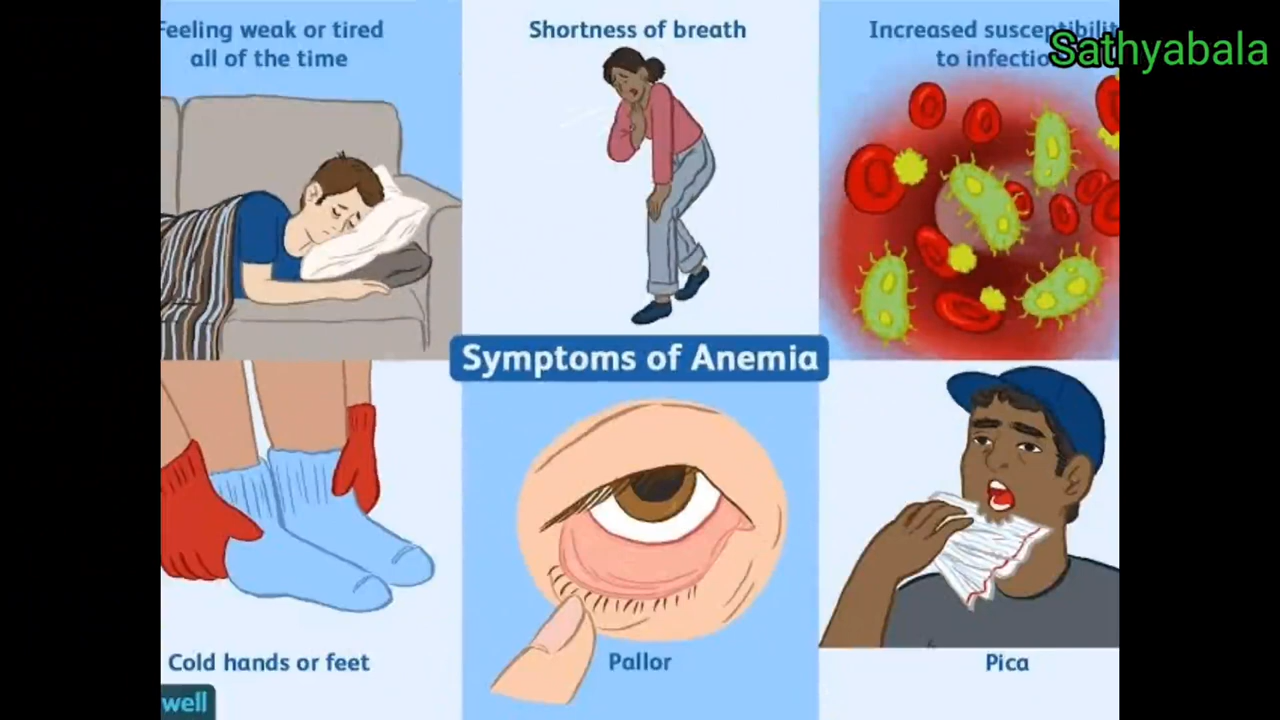 Feeling weak or tired
all of the time
Shortness of breath
Increased susceptibilit
to infectio
Sathyabala
Symptoms of Anemia
Cold hands or feet
Pallor
Pica
well